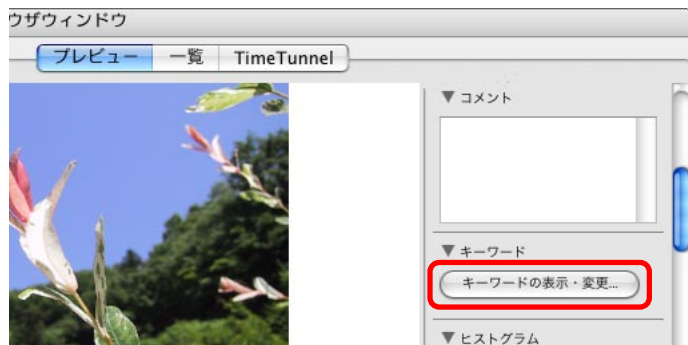 ウザウィンドウ
プレビュー 一覧 TimeTunnel
▼ コメント
▼ キーワード
キーワードの表示・変更...
▼ ヒストグラム